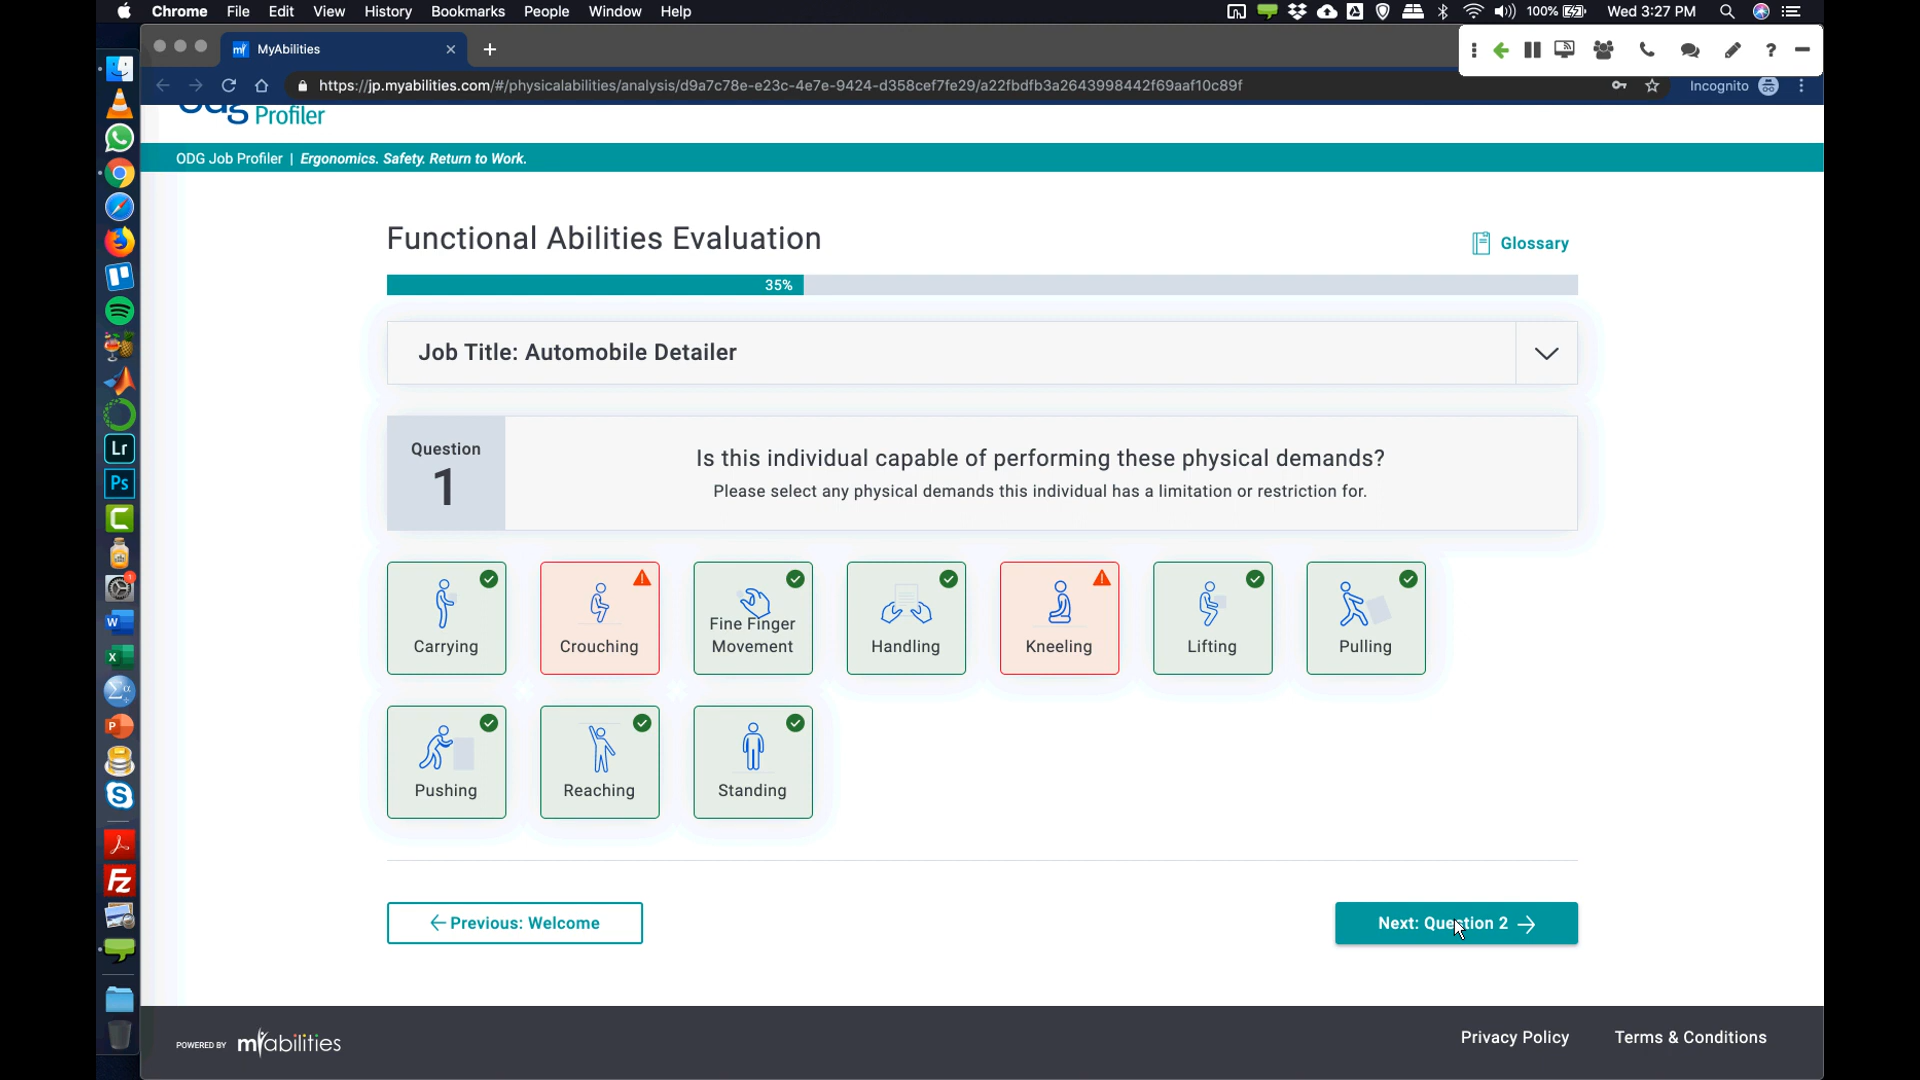 Chrome File Edit View History Bookmarks People Window Help 100% Wed 3:27 PM
MyAbilities
https://jp.myabilities.com/#/physicalabilities/analysis/d9a7c78e-e23c-4e7e-9424-d358cef7fe29/a22fbdfb3a2643998442f69aaf10c89f Incognito
Profiler
ODG Job Profiler | Ergonomics. Safety. Return to Work.
Functional Abilities Evaluation
Glossary
35%
Job Title: Automobile Detailer
Question
1
Is this individual capable of performing these physical demands?
Please select any physical demands this individual has a limitation or restriction for.
Carrying
Crouching
Fine Finger
Movement
Handling
Kneeling
Lifting
Pulling
Pushing
Reaching
Standing
Previous: Welcome
Next: Question 2
POWERED BY myabilities
Privacy Policy Terms & Conditions
Lr
Ps